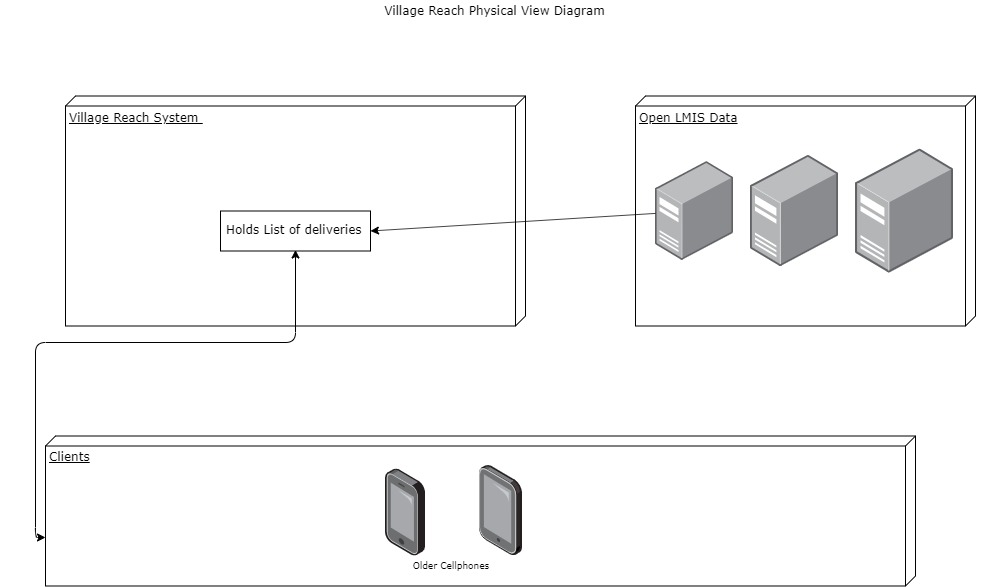 Village Reach Physical View Diagram
Village Reach System
Open LMIS Data
Holds List of deliveries
Clients
Older Cellphones